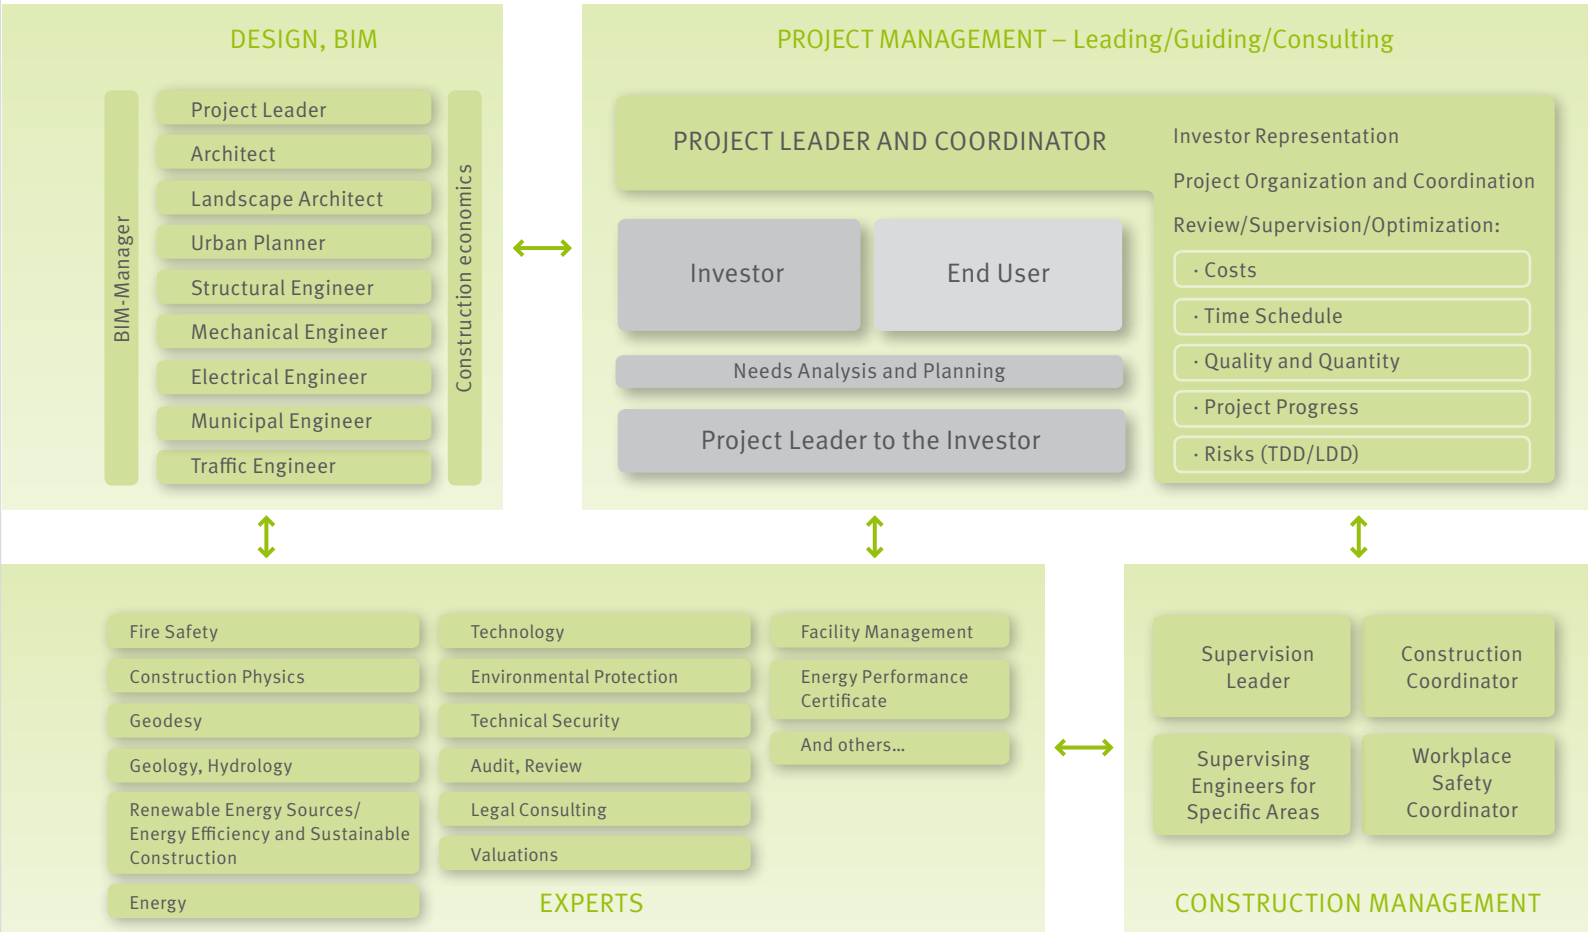 DESIGN, BIM
BIM-Manager
Project Leader
Architect
Landscape Architect
Urban Planner
Structural Engineer
Mechanical Engineer
Electrical Engineer
Municipal Engineer
Traffic Engineer
Construction economics
PROJECT MANAGEMENT – Leading/Guiding/Consulting
PROJECT LEADER AND COORDINATOR
Investor
End User
Needs Analysis and Planning
Project Leader to the Investor
Investor Representation
Project Organization and Coordination
Review/Supervision/Optimization:
· Costs
· Time Schedule
· Quality and Quantity
· Project Progress
· Risks (TDD/LDD)
Fire Safety
Construction Physics
Geodesy
Geology, Hydrology
Renewable Energy Sources/
Energy Efficiency and Sustainable
Construction
Energy
Technology
Environmental Protection
Technical Security
Audit, Review
Legal Consulting
Valuations
Facility Management
Energy Performance
Certificate
And others...
EXPERTS
Supervision
Leader
Construction
Coordinator
Supervising
Engineers for
Specific Areas
Workplace
Safety
Coordinator
CONSTRUCTION MANAGEMENT